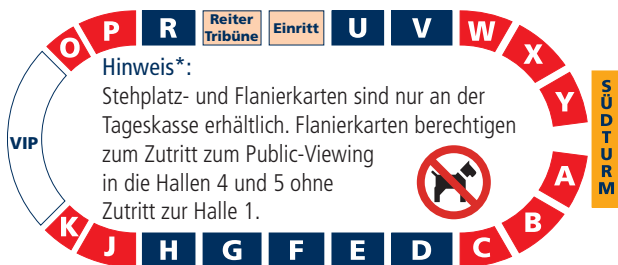 O P R Reiter Tribüne Einritt U V W X Y
Hinweis*:
Stehplatz- und Flanierkarten sind nur an der
Tageskasse erhältlich. Flanierkarten berechtigen
zum Zutritt zum Public-Viewing
in die Hallen 4 und 5 ohne
Zutritt zur Halle 1.
VIP
SÜDTURM
K J H G F E D C B A